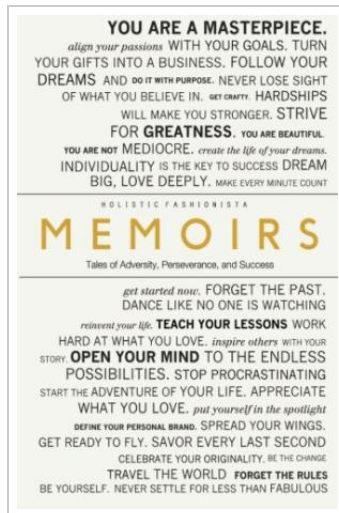 YOU ARE A MASTERPIECE.
align your passions WITH YOUR GOALS. TURN
YOUR GIFTS INTO A BUSINESS. FOLLOW YOUR
DREAMS AND DO IT WITH PURPOSE. NEVER LOSE SIGHT
OF WHAT YOU BELIEVE IN. GET CRAFTY. HARDSHIPS
WILL MAKE YOU STRONGER. STRIVE
FOR GREATNESS. YOU ARE BEAUTIFUL.
YOU ARE NOT MEDIOCRE. create the life of your dreams.
INDIVIDUALITY IS THE KEY TO SUCCESS DREAM
BIG, LOVE DEEPLY. MAKE EVERY MINUTE COUNT
HOLISTIC FASHIONISTA
MEMOIRS
Tales of Adversity, Perseverance, and Success
get started now. FORGET THE PAST.
DANCE LIKE NO ONE IS WATCHING
reinvent your life. TEACH YOUR LESSONS WORK
HARD AT WHAT YOU LOVE. inspire others WITH YOUR
STORY. OPEN YOUR MIND TO THE ENDLESS
POSSIBILITIES. STOP PROCRASTINATING
START THE ADVENTURE OF YOUR LIFE. APPRECIATE
WHAT YOU LOVE. put yourself in the spotlight
DEFINE YOUR PERSONAL BRAND. SPREAD YOUR WINGS.
GET READY TO FLY. SAVOR EVERY LAST SECOND
CELEBRATE YOUR ORIGINALITY. BE THE CHANGE
TRAVEL THE WORLD FORGET THE RULES
BE YOURSELF. NEVER SETTLE FOR LESS THAN FABULOUS